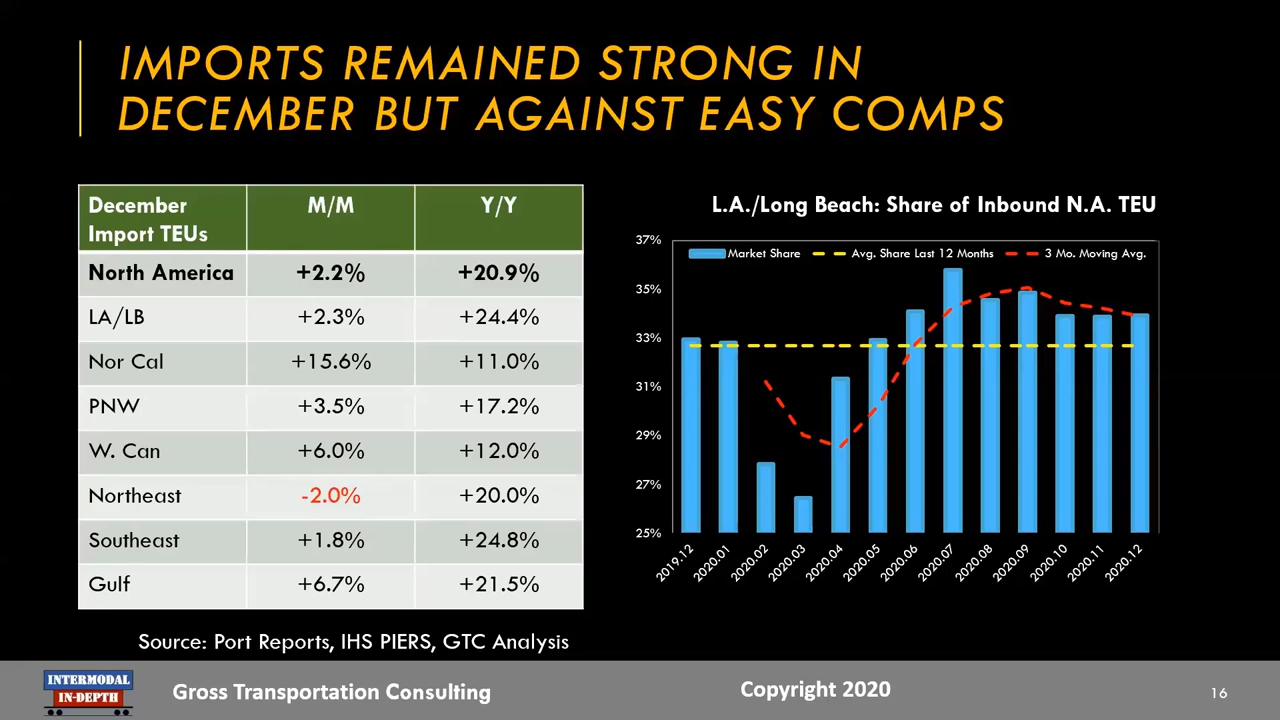 IMPORTS REMAINED STRONG IN
DECEMBER BUT AGAINST EASY COMPS
December Import TEUs M/M Y/Y
North America +2.2% +20.9%
LA/LB +2.3% +24.4%
Nor Cal +15.6% +11.0%
PNW +3.5% +17.2%
W. Can +6.0% +12.0%
Northeast -2.0% +20.0%
Southeast +1.8% +24.8%
Gulf +6.7% +21.5%
Source: Port Reports, IHS PIERS, GTC Analysis
L.A./Long Beach: Share of Inbound N.A. TEU
Market Share Avg. Share Last 12 Months 3 Mo. Moving Avg.
37%
35%
33%
31%
29%
27%
25%
2019.12 2020.01 2020.02 2020.03 2020.04 2020.05 2020.06 2020.07 2020.08 2020.09 2020.10 2020.11 2020.12
INTERMODAL
IN-DEPTH
Gross Transportation Consulting
Copyright 2020
16